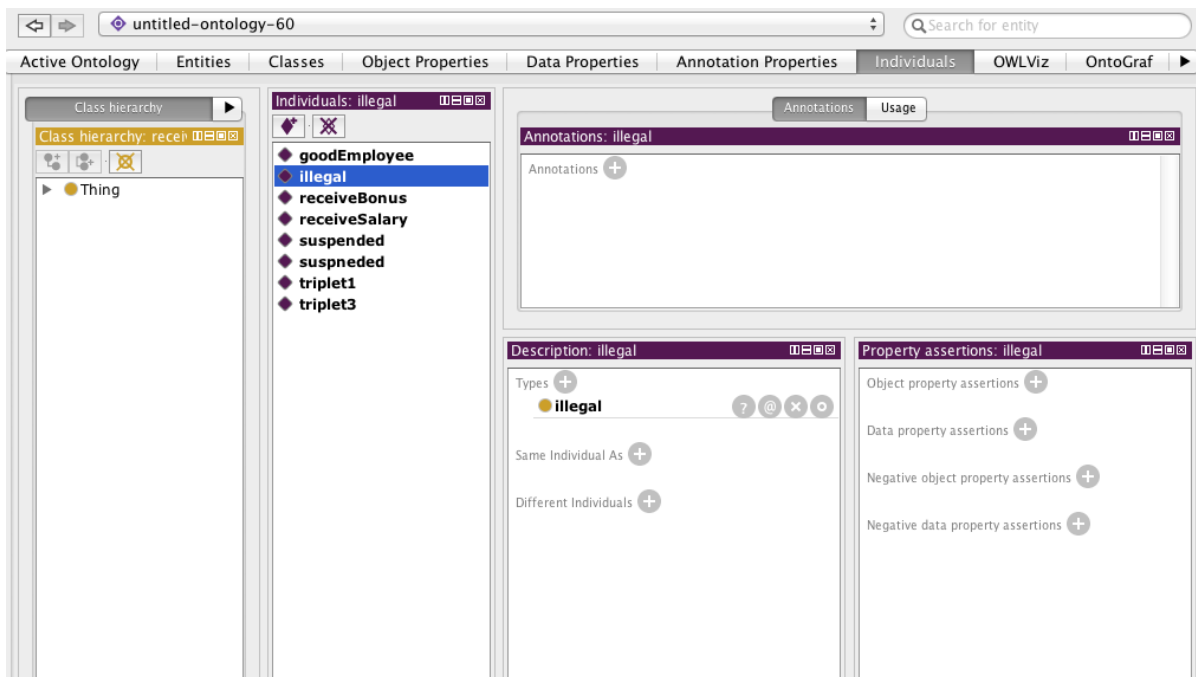 untitled-ontology-60
Search for entity
Active Ontology Entities Classes Object Properties Data Properties Annotation Properties Individuals OWLViz OntoGraf
Class hierarchy
Class hierarchy: recei
Thing
Individuals: illegal
goodEmployee
illegal
receiveBonus
receiveSalary
suspended
suspneded
triplet1
triplet3
Annotations Usage
Annotations: illegal
Annotations
Description: illegal
Types
illegal
Same Individual As
Different Individuals
Property assertions: illegal
Object property assertions
Data property assertions
Negative object property assertions
Negative data property assertions